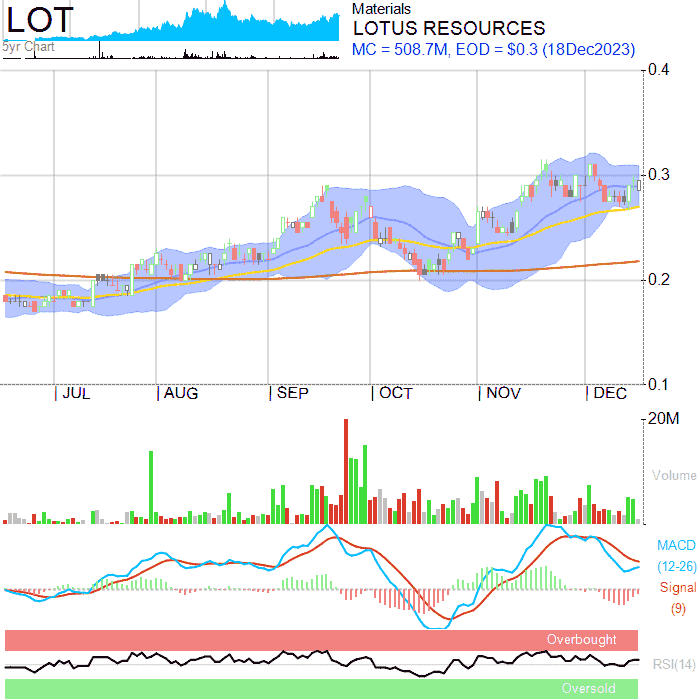 LOT
5yr Chart
Materials
LOTUS RESOURCES
MC = 508.7M, EOD = $0.3 (18Dec2023)
0.4
0.3
0.2
0.1
JUL AUG SEP OCT NOV DEC
20M
Volume
MACD
(12-26)
Signal
(9)
Overbought
RSI(14)
Oversold